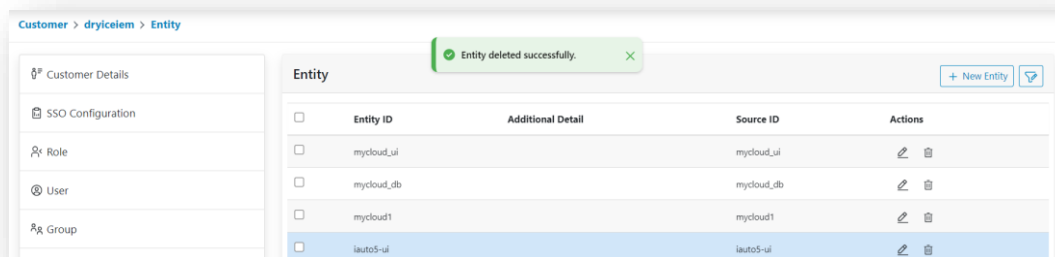 Customer > dryiceiem > Entity
Entity deleted successfully.
Customer Details
SSO Configuration
Role
User
Group
Entity
+ New Entity
Entity ID Additional Detail Source ID Actions
mycloud_ui mycloud_ui
mycloud_db mycloud_db
mycloud1 mycloud1
iauto5-ui iauto5-ui